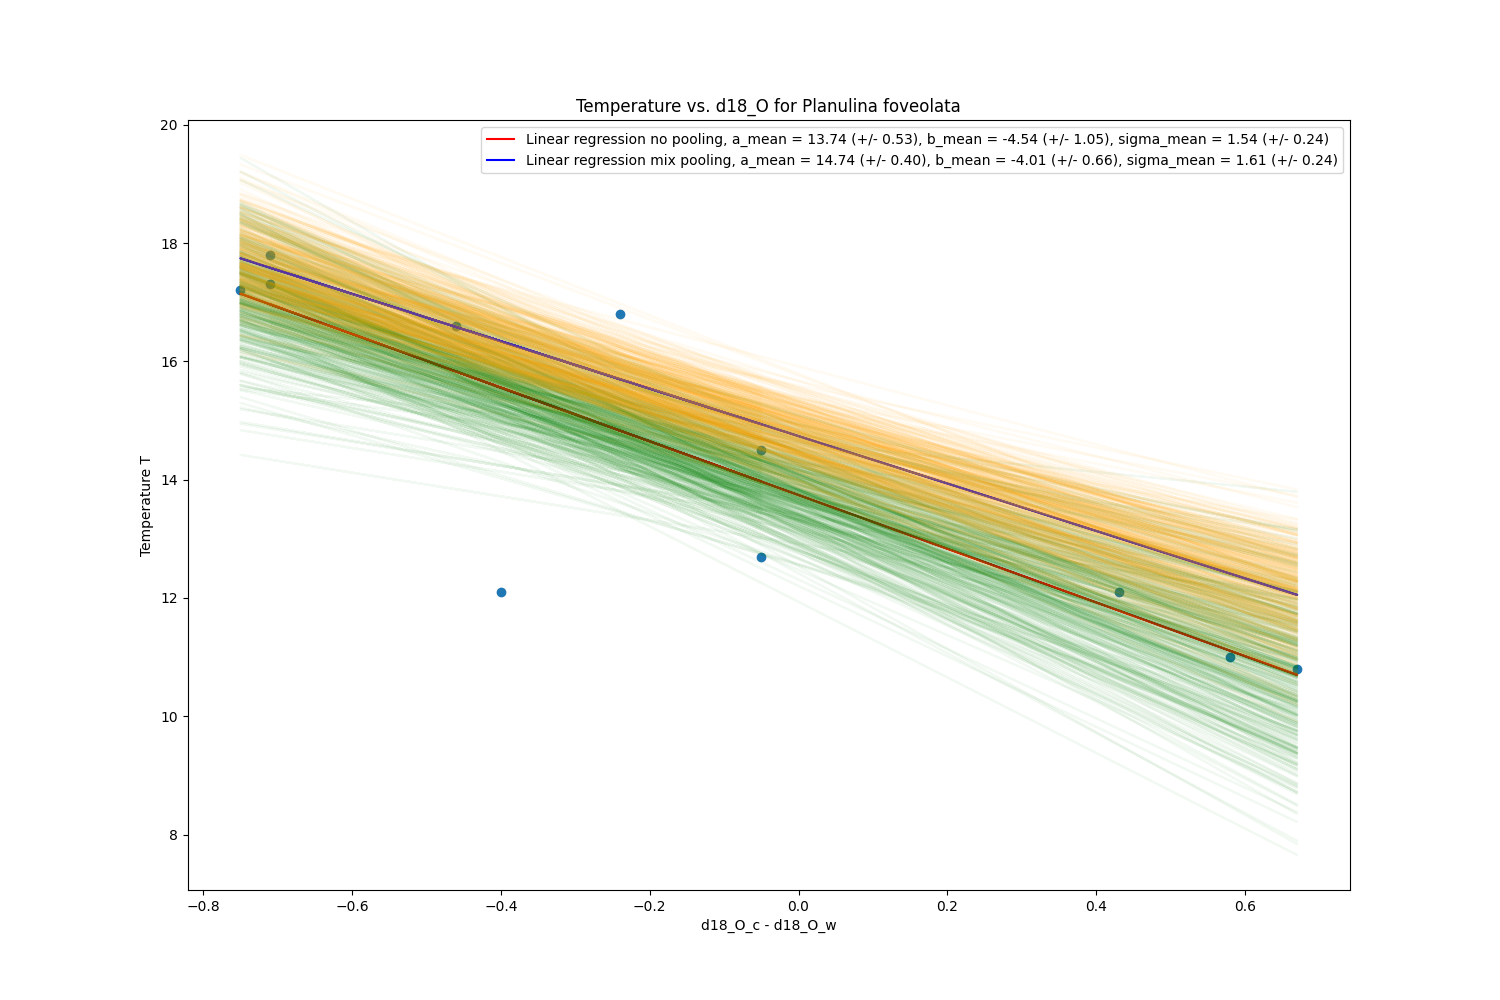 Temperature vs. d18_O for Planulina foveolata
Linear regression no pooling, a_mean = 13.74 (+/- 0.53), b_mean = -4.54 (+/- 1.05), sigma_mean = 1.54 (+/- 0.24)
Linear regression mix pooling, a_mean = 14.74 (+/- 0.40), b_mean = -4.01 (+/- 0.66), sigma_mean = 1.61 (+/- 0.24)
20
18
16
14
12
10
8
Temperature T
−0.8 −0.6 −0.4 −0.2 0.0 0.2 0.4 0.6
d18_O_c - d18_O_w